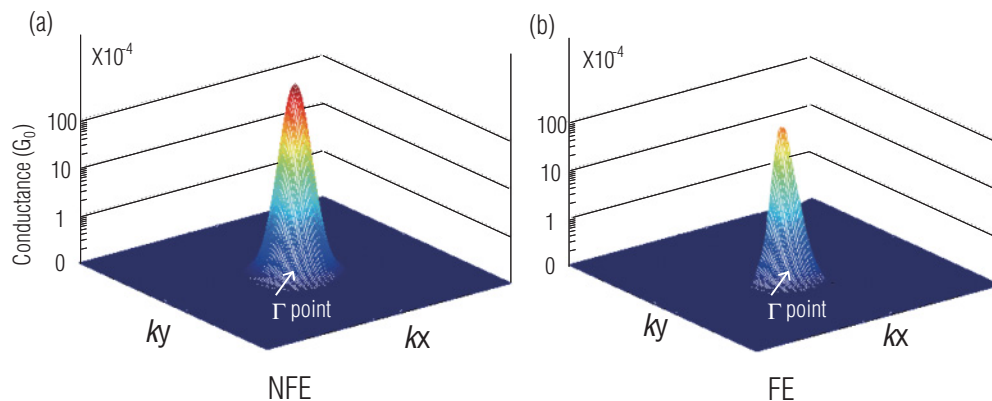 (a)
X10⁻⁴
Conductance (G₀)
100
10
1
0
Γ point
ky
kx
NFE
(b)
X10⁻⁴
100
10
1
0
Γ point
ky
kx
FE